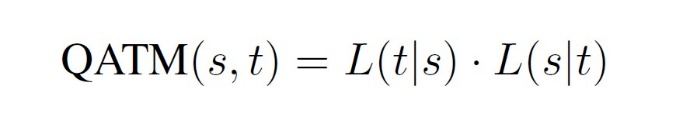 QATM(s, t) = L(t|s) · L(s|t)